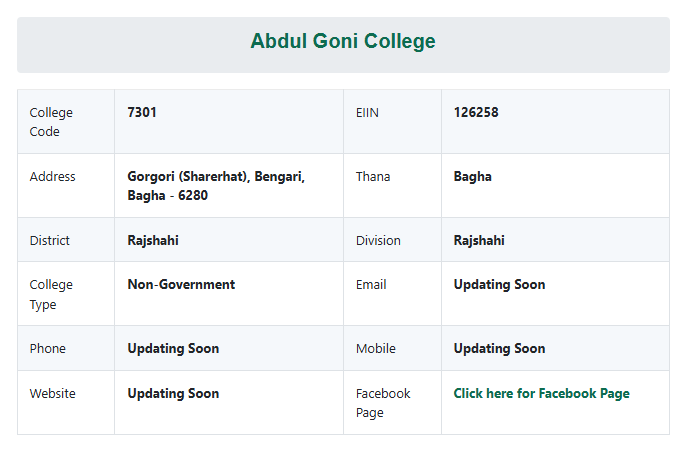 Abdul Goni College
College Code 7301 EIIN 126258
Address Gorgori (Sharerhat), Bengari, Bagha - 6280 Thana Bagha
District Rajshahi Division Rajshahi
College Type Non-Government Email Updating Soon
Phone Updating Soon Mobile Updating Soon
Website Updating Soon Facebook Page Click here for Facebook Page